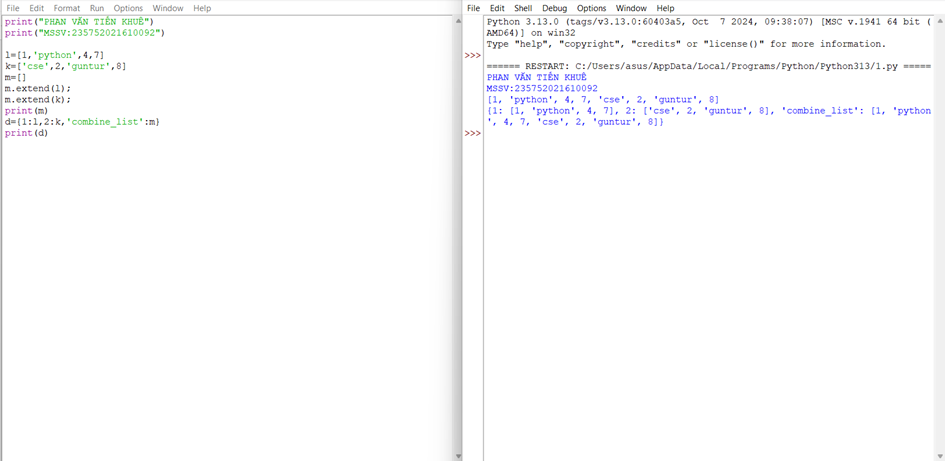 File Edit Format Run Options Window Help
print("PHAN VĂN TIẾN KHUÊ")
print("MSSV:235752021610092")
l=[1,'python',4,7]
k=['cse',2,'guntur',8]
m=[]
m.extend(l);
m.extend(k);
print(m)
d={1:l,2:k,'combine_list':m}
print(d)
File Edit Shell Debug Options Window Help
Python 3.13.0 (tags/v3.13.0:60403a5, Oct  7 2024, 09:38:07) [MSC v.1941 64 bit (
AMD64)] on win32
Type "help", "copyright", "credits" or "license()" for more information.
>>>
====== RESTART: C:/Users/asus/AppData/Local/Programs/Python/Python313/1.py =====
PHAN VĂN TIẾN KHUÊ
MSSV:235752021610092
[1, 'python', 4, 7, 'cse', 2, 'guntur', 8]
{1: [1, 'python', 4, 7], 2: ['cse', 2, 'guntur', 8], 'combine_list': [1, 'python
', 4, 7, 'cse', 2, 'guntur', 8]}
>>>